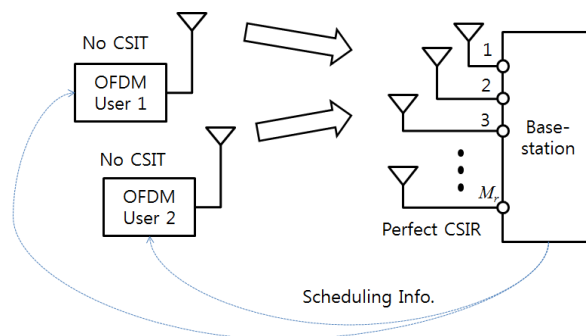 No CSIT
OFDM
User 1
No CSIT
OFDM
User 2
1
2
3
M_r
Base-
station
Perfect CSIR
Scheduling Info.